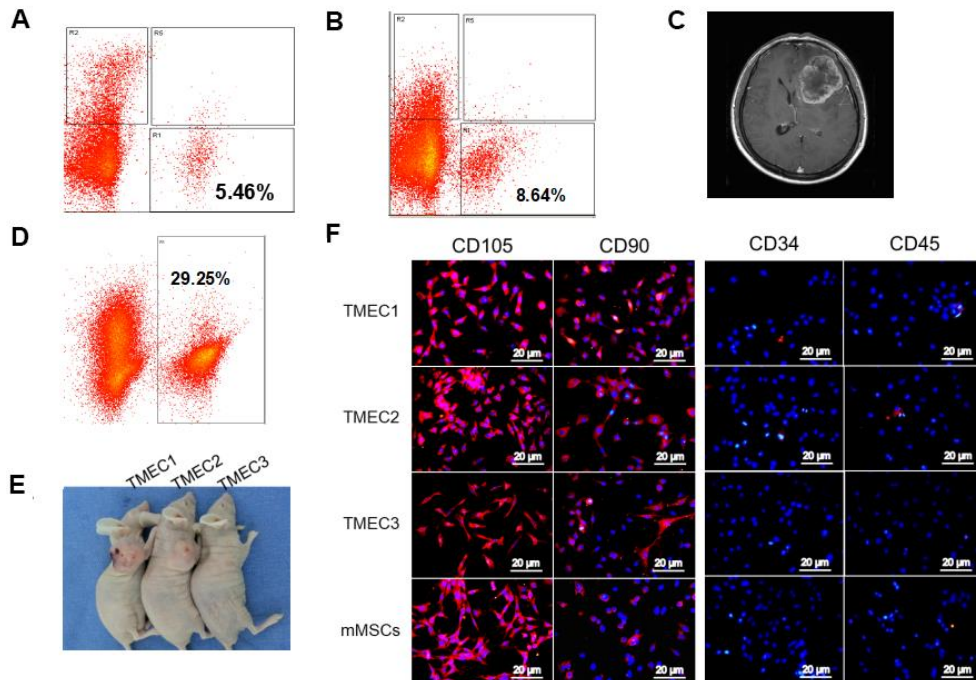 A
R2
R5
R1
5.46%
B
R2
R5
8.64%
C
D
29.25%
E
TMEC1
TMEC2
TMEC3
F
CD105
CD90
CD34
CD45
TMEC1
20 µm
20 µm
20 µm
20 µm
TMEC2
20 µm
20 µm
20 µm
20 µm
TMEC3
20 µm
20 µm
20 µm
20 µm
mMSCs
20 µm
20 µm
20 µm
20 µm